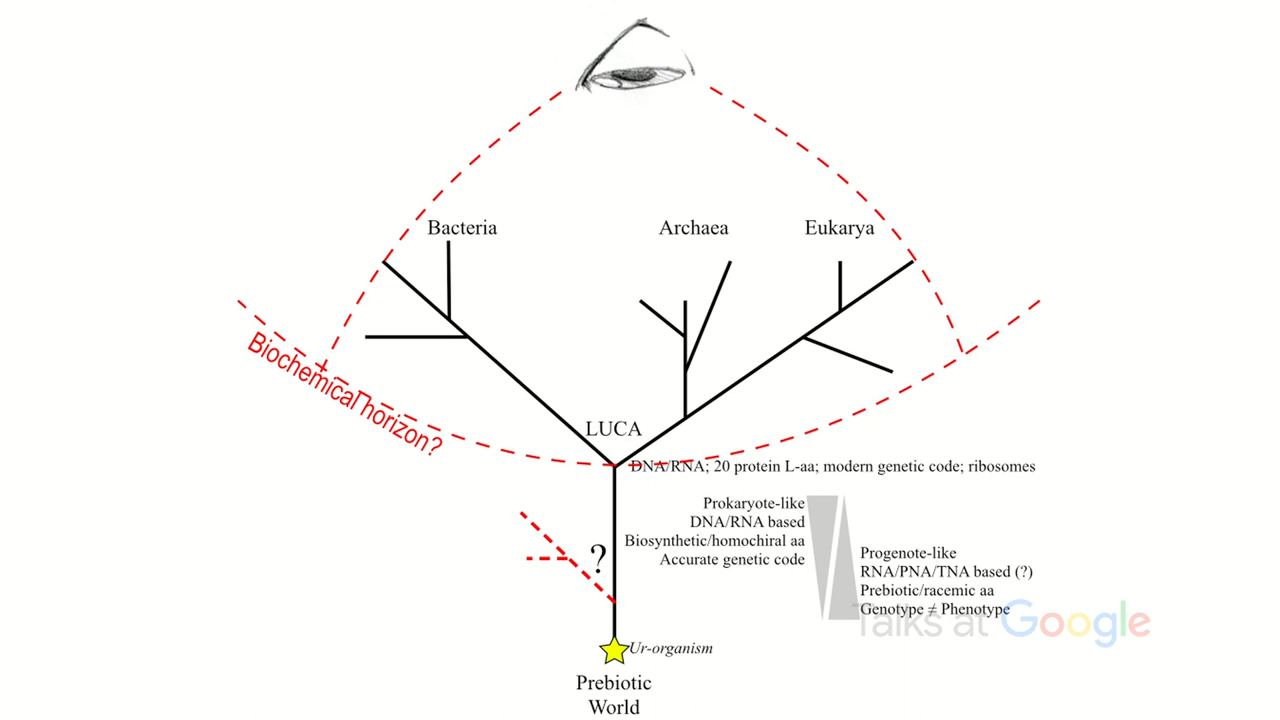 Bacteria
Archaea
Eukarya
Biochemical horizon?
LUCA
DNA/RNA; 20 protein L-aa; modern genetic code; ribosomes
Prokaryote-like
DNA/RNA based
Biosynthetic/homochiral aa
Accurate genetic code
?
Progenote-like
RNA/PNA/TNA based (?)
Prebiotic/racemic aa
Genotype ≠ Phenotype
Talks at Google
Ur-organism
Prebiotic
World